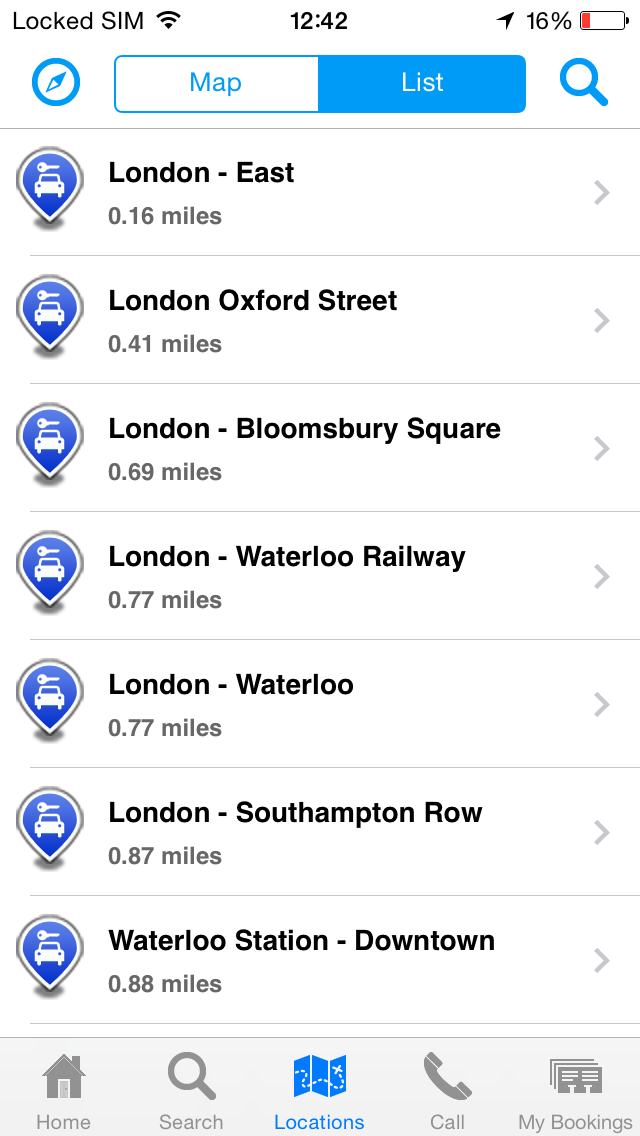 Locked SIM 12:42 16%
Map List
London - East
0.16 miles
London Oxford Street
0.41 miles
London - Bloomsbury Square
0.69 miles
London - Waterloo Railway
0.77 miles
London - Waterloo
0.77 miles
London - Southampton Row
0.87 miles
Waterloo Station - Downtown
0.88 miles
Home Search Locations Call My Bookings